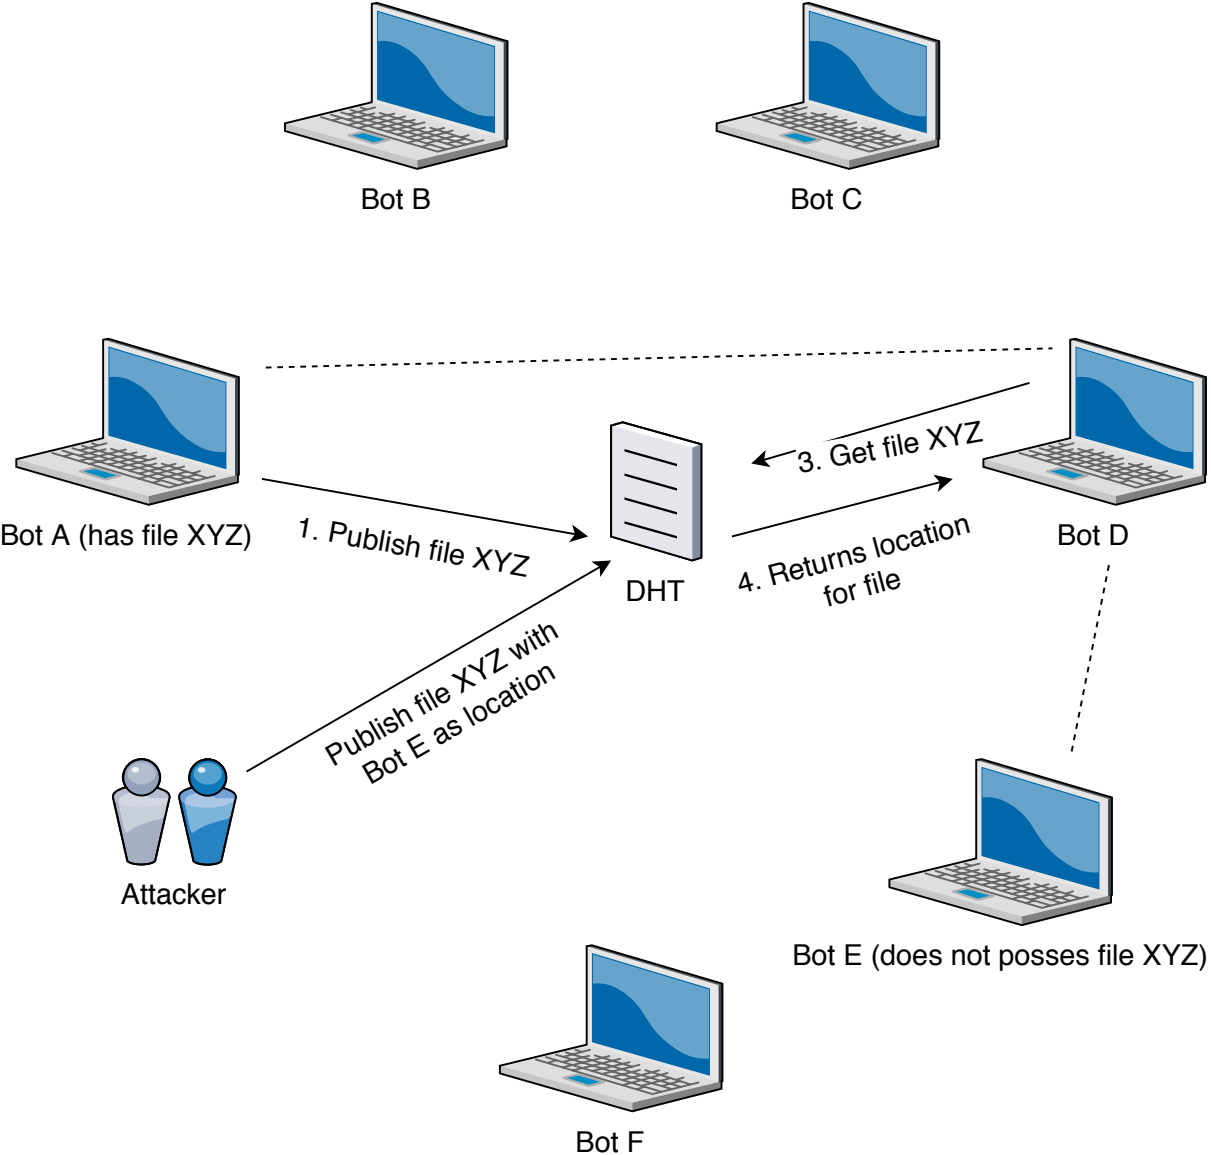 Bot B
Bot C
3. Get file XYZ
Bot A (has file XYZ)
1. Publish file XYZ
DHT
4. Returns location
for file
Bot D
Publish file XYZ with
Bot E as location
Attacker
Bot E (does not posses file XYZ)
Bot F